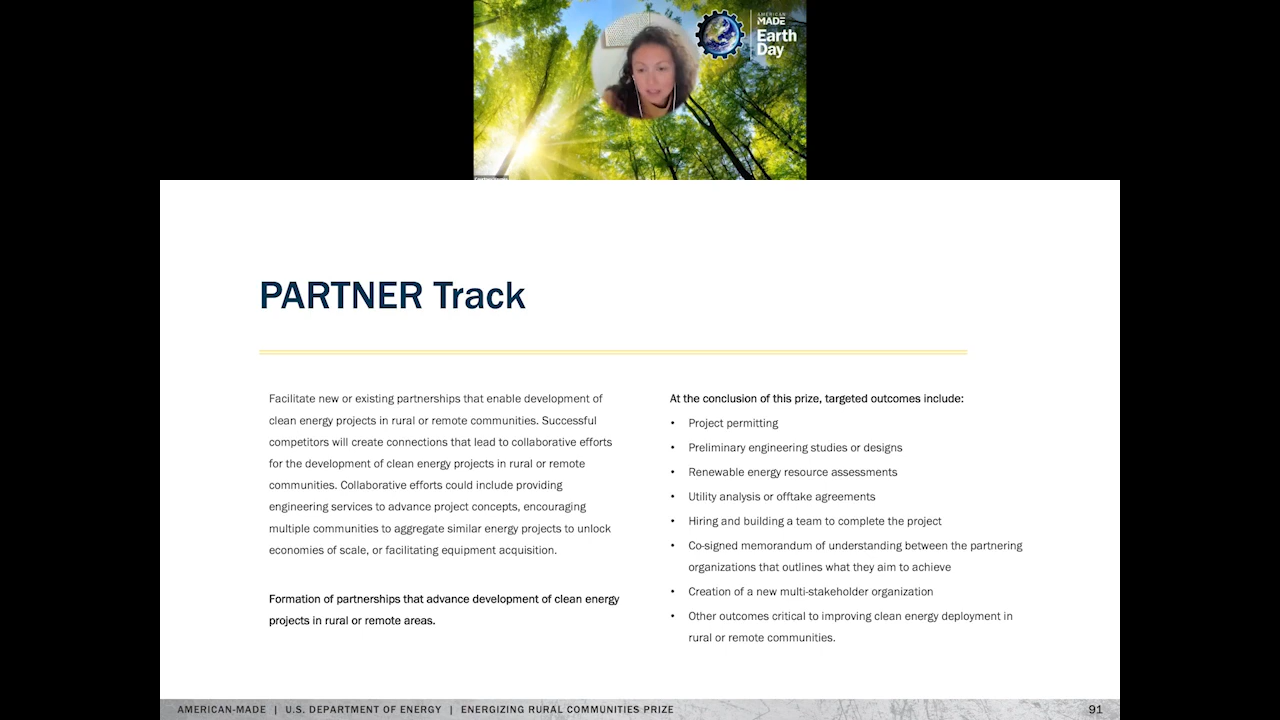 AMERICAN
MADE
Earth
Day
PARTNER Track
Facilitate new or existing partnerships that enable development of
clean energy projects in rural or remote communities. Successful
competitors will create connections that lead to collaborative efforts
for the development of clean energy projects in rural or remote
communities. Collaborative efforts could include providing
engineering services to advance project concepts, encouraging
multiple communities to aggregate similar energy projects to unlock
economies of scale, or facilitating equipment acquisition.
Formation of partnerships that advance development of clean energy
projects in rural or remote areas.
At the conclusion of this prize, targeted outcomes include:
• Project permitting
• Preliminary engineering studies or designs
• Renewable energy resource assessments
• Utility analysis or offtake agreements
• Hiring and building a team to complete the project
• Co-signed memorandum of understanding between the partnering
organizations that outlines what they aim to achieve
• Creation of a new multi-stakeholder organization
• Other outcomes critical to improving clean energy deployment in
rural or remote communities.
AMERICAN-MADE | U.S. DEPARTMENT OF ENERGY | ENERGIZING RURAL COMMUNITIES PRIZE 91